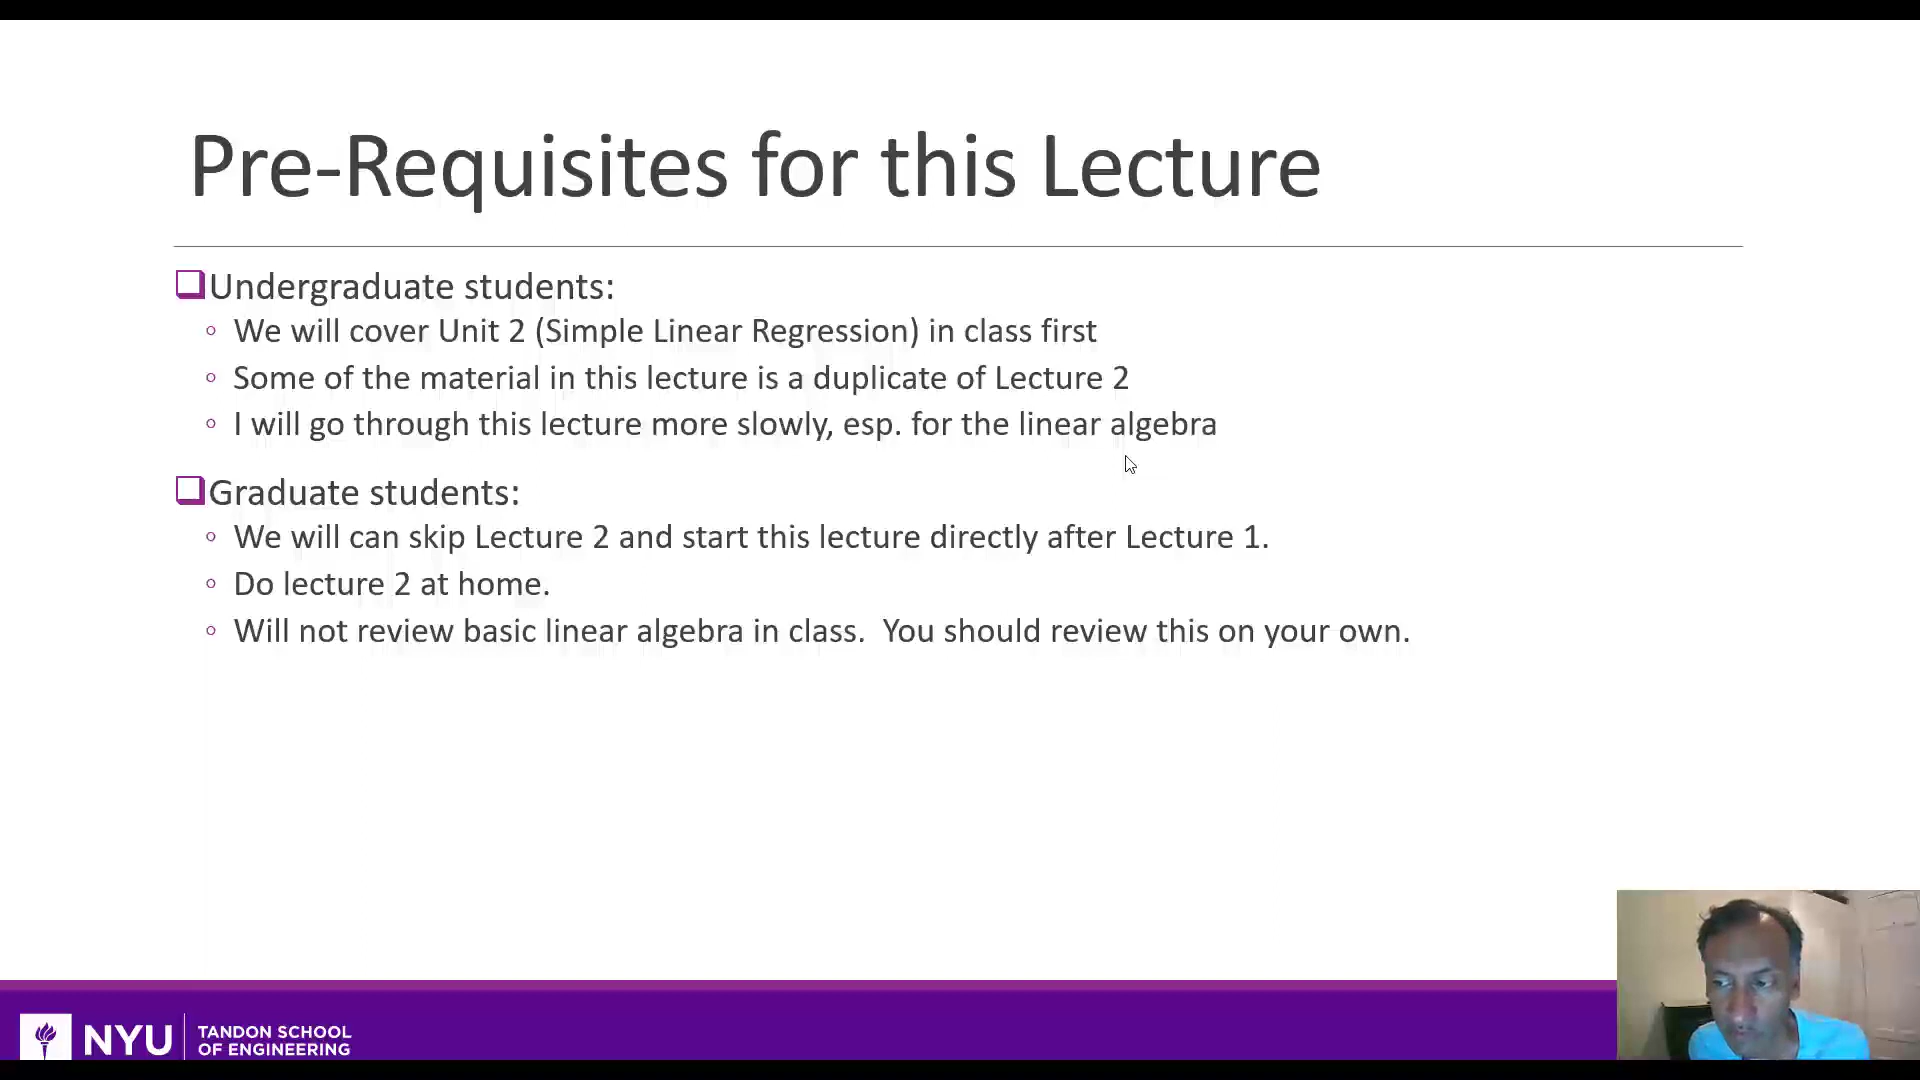 Pre-Requisites for this Lecture
Undergraduate students:
We will cover Unit 2 (Simple Linear Regression) in class first
Some of the material in this lecture is a duplicate of Lecture 2
I will go through this lecture more slowly, esp. for the linear algebra
Graduate students:
We will can skip Lecture 2 and start this lecture directly after Lecture 1.
Do lecture 2 at home.
Will not review basic linear algebra in class.  You should review this on your own.
NYU
TANDON SCHOOL
OF ENGINEERING